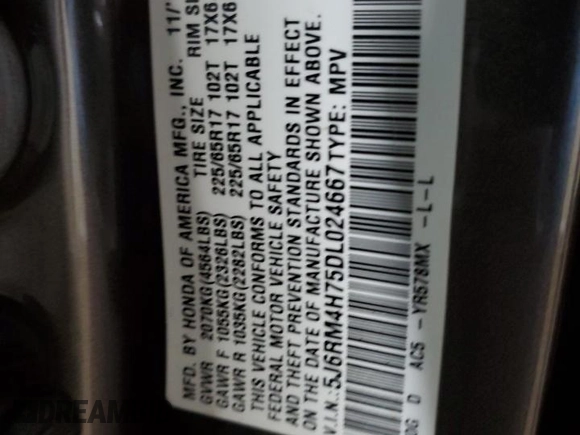 MFD. BY HONDA OF AMERICA MFG., INC. 11/
TIRE SIZE RIM SI
GVWR 2070KG(4564LBS)
GAWR F 1055KG(2326LBS) 225/65R17 102T 17X6
GAWR R 1035KG(2282LBS) 225/65R17 102T 17X6
THIS VEHICLE CONFORMS TO ALL APPLICABLE
FEDERAL MOTOR VEHICLE SAFETY
AND THEFT PREVENTION STANDARDS IN EFFECT
ON THE DATE OF MANUFACTURE SHOWN ABOVE.
V.I.N.:5J6RM4H75DL024667 TYPE: MPV
DG D AC5 -YR578MX -L-L
DREAM